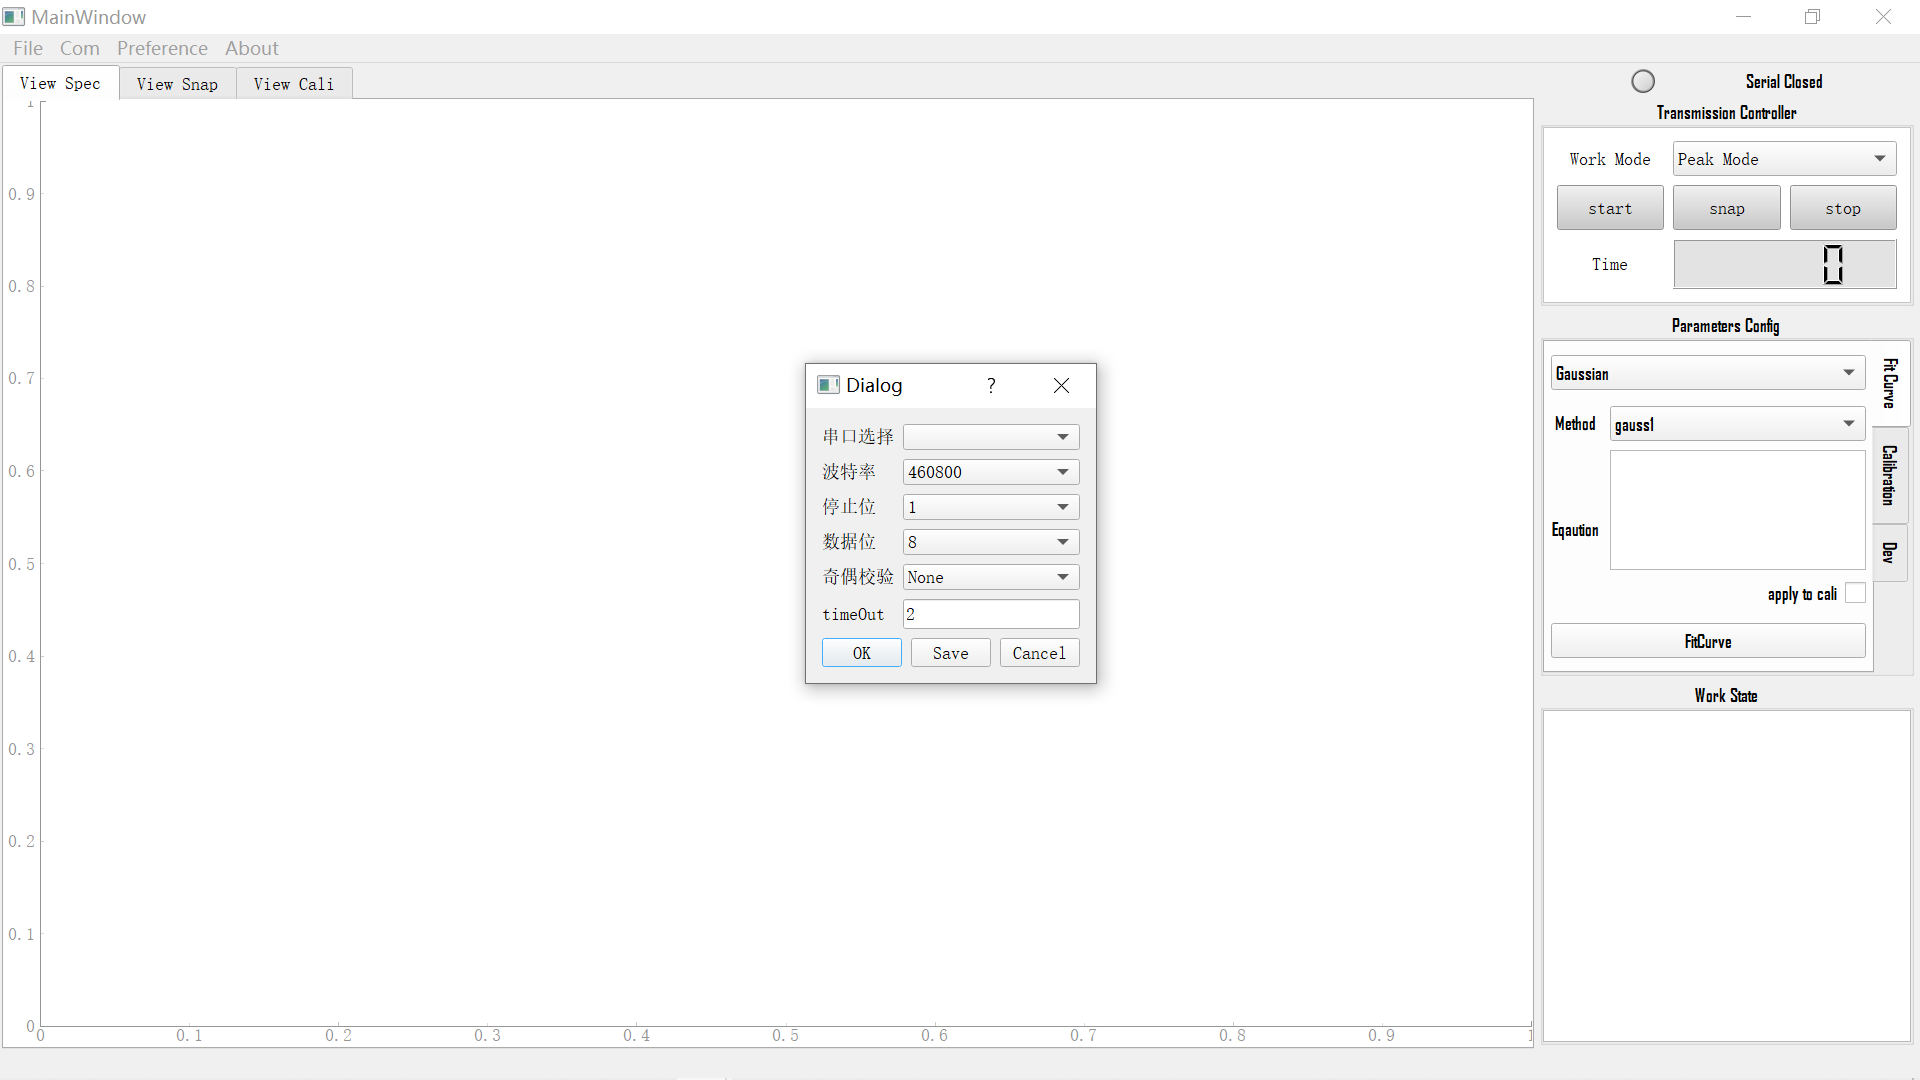 MainWindow
File Com Preference About
View Spec View Snap View Cali
1
0.9
0.8
0.7
0.6
0.5
0.4
0.3
0.2
0.1
0
0 0.1 0.2 0.3 0.4 0.5 0.6 0.7 0.8 0.9 1
Dialog ?
串口选择
波特率 460800
停止位 1
数据位 8
奇偶校验 None
timeOut 2
OK Save Cancel
Serial Closed
Transmission Controller
Work Mode Peak Mode
start snap stop
Time 0
Parameters Config
Gaussian
Method gauss1
Eqaution
apply to cali
FitCurve
Fit Curve
Calibration
Dev
Work State